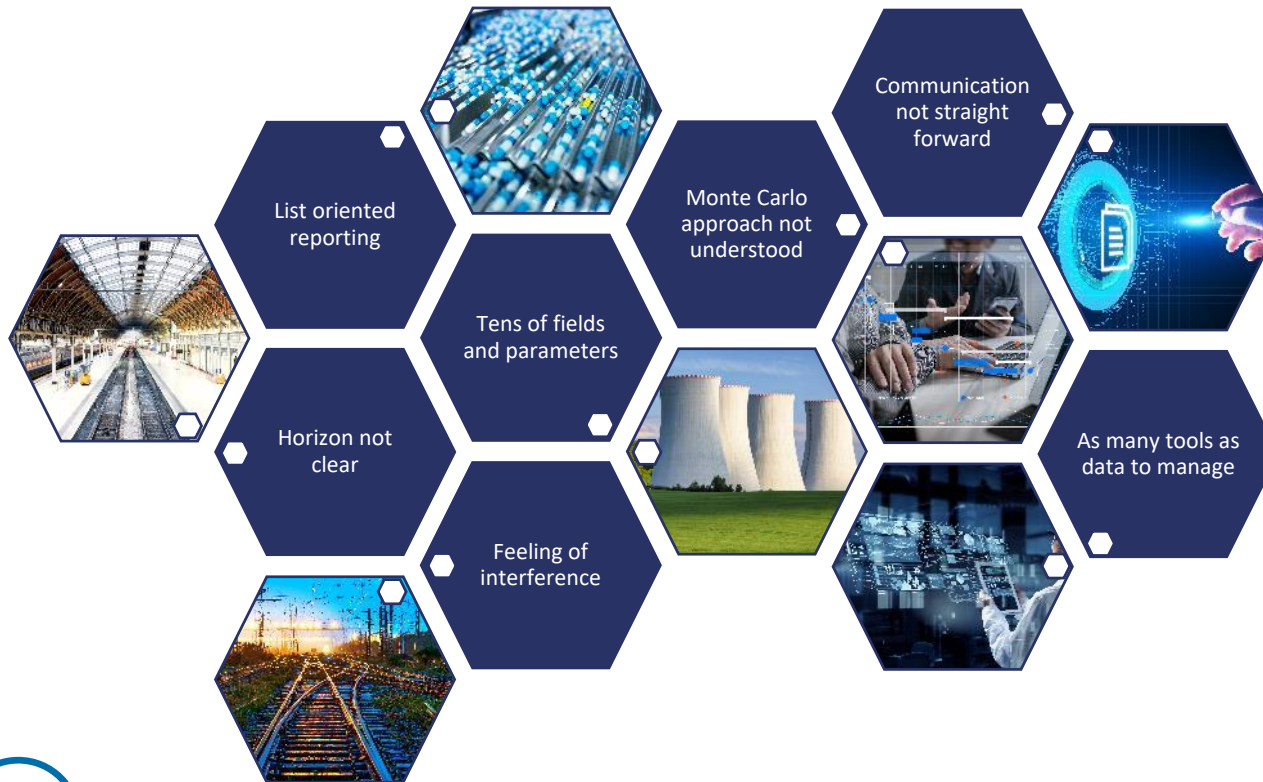 Communication
not straight
forward
List oriented
reporting
Monte Carlo
approach not
understood
Tens of fields
and parameters
Horizon not
clear
As many tools as
data to manage
Feeling of
interference